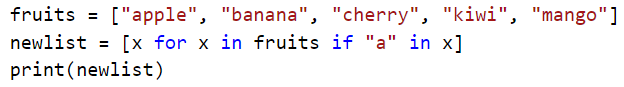 fruits = ["apple", "banana", "cherry", "kiwi", "mango"]
newlist = [x for x in fruits if "a" in x]
print(newlist)